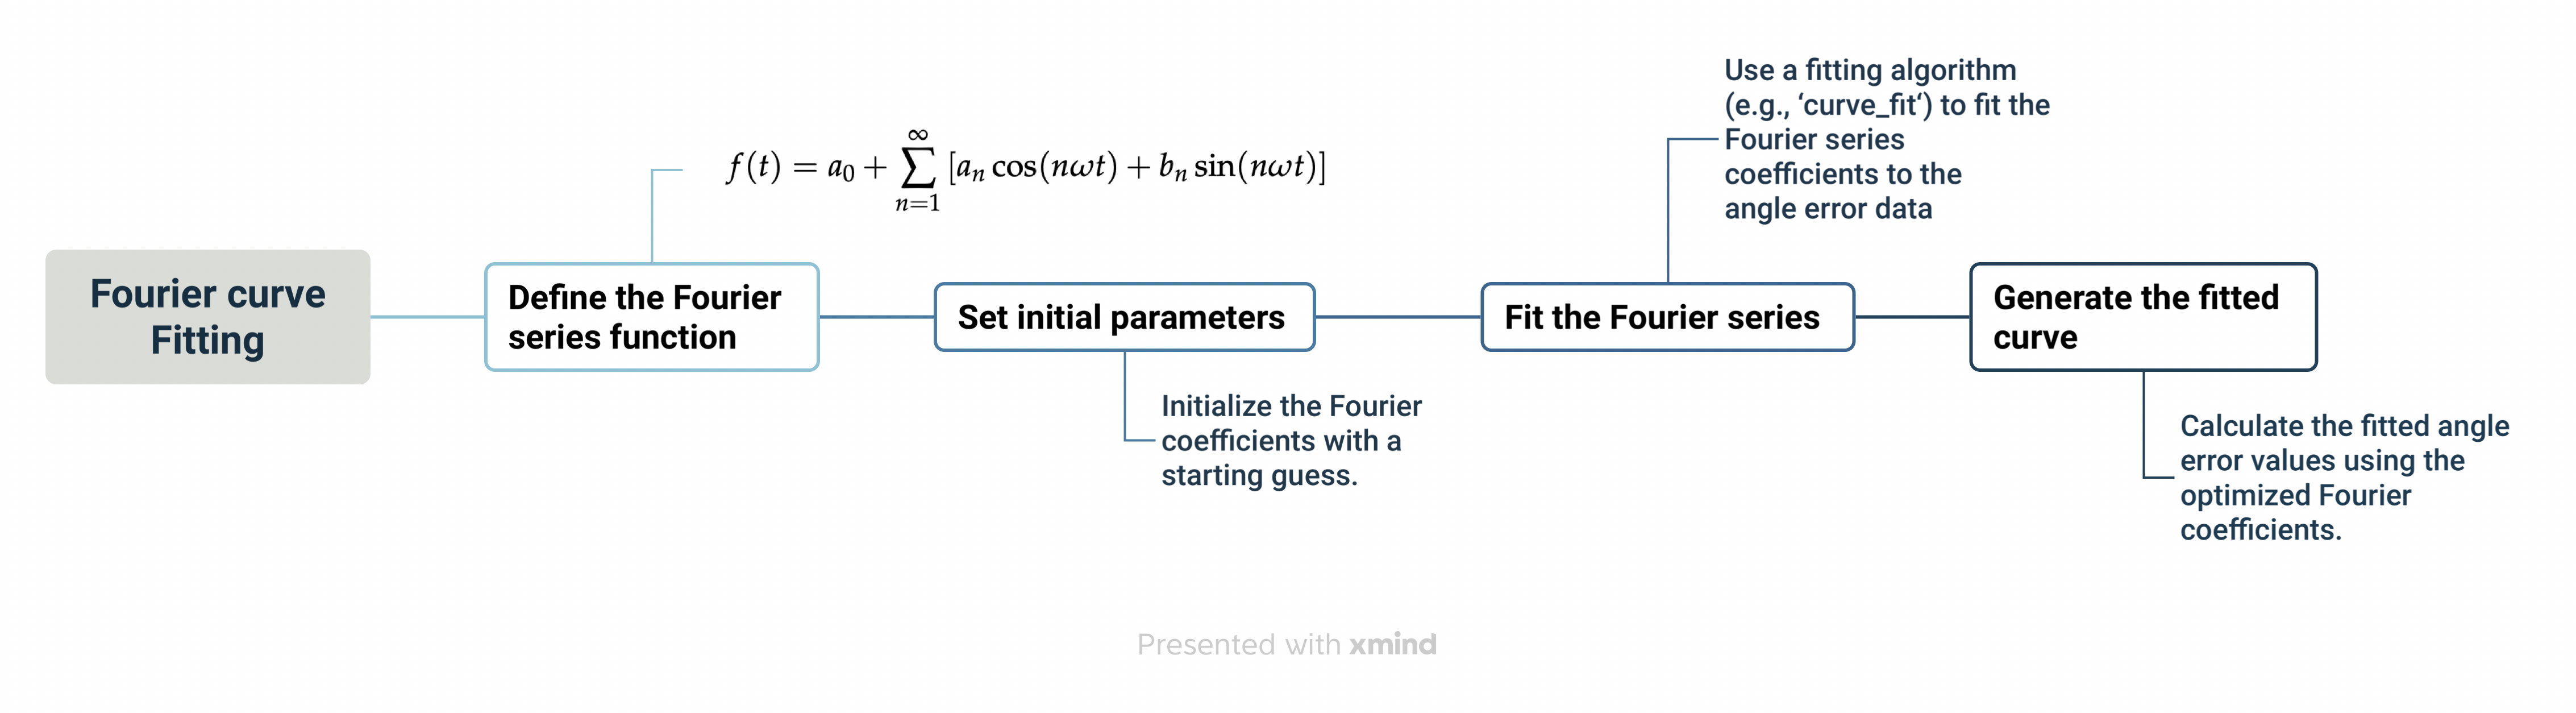 Fourier curve
Fitting
Define the Fourier
series function
f(t) = a₀ + ∑_{n=1}^{∞} [aₙ cos(nωt) + bₙ sin(nωt)]
Set initial parameters
Initialize the Fourier
coefficients with a
starting guess.
Fit the Fourier series
Use a fitting algorithm
(e.g., ‘curve_fit‘) to fit the
Fourier series
coefficients to the
angle error data
Generate the fitted
curve
Calculate the fitted angle
error values using the
optimized Fourier
coefficients.
Presented with xmind